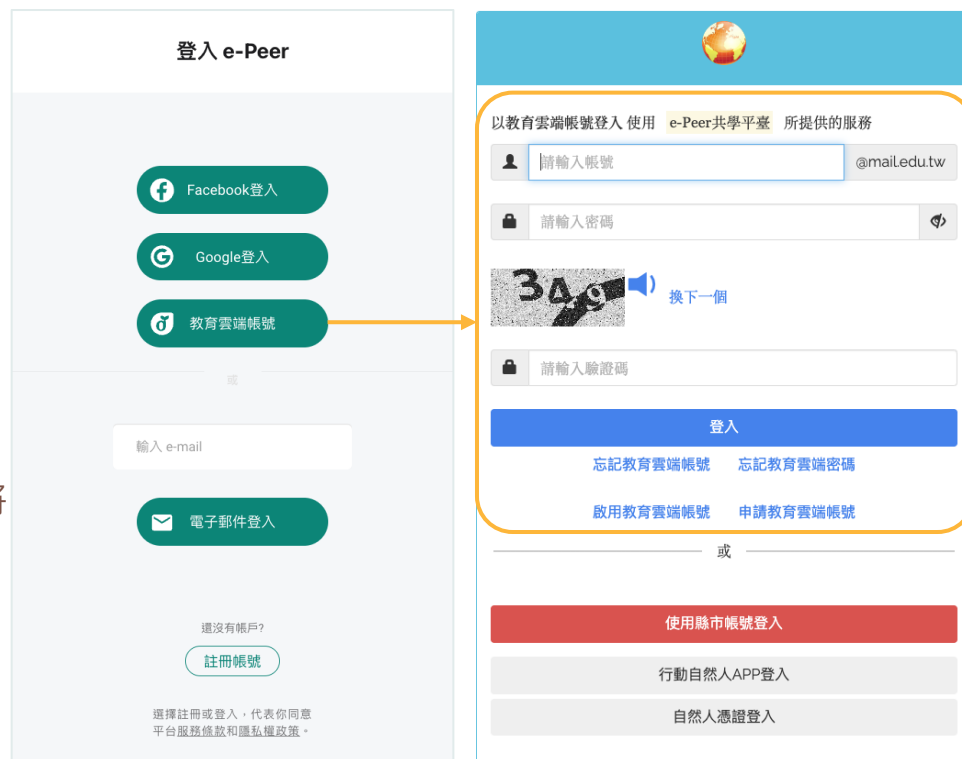 登入 e-Peer
Facebook登入
Google登入
教育雲端帳號
或
輸入 e-mail
電子郵件登入
還沒有帳戶?
註冊帳號
選擇註冊或登入，代表你同意
平台服務條款和隱私權政策。
以教育雲端帳號登入 使用 e-Peer共學平臺 所提供的服務
請輸入帳號 @mail.edu.tw
請輸入密碼
349 換下一個
請輸入驗證碼
登入
忘記教育雲端帳號 忘記教育雲端密碼
啟用教育雲端帳號 申請教育雲端帳號
或
使用縣市帳號登入
行動自然人APP登入
自然人憑證登入